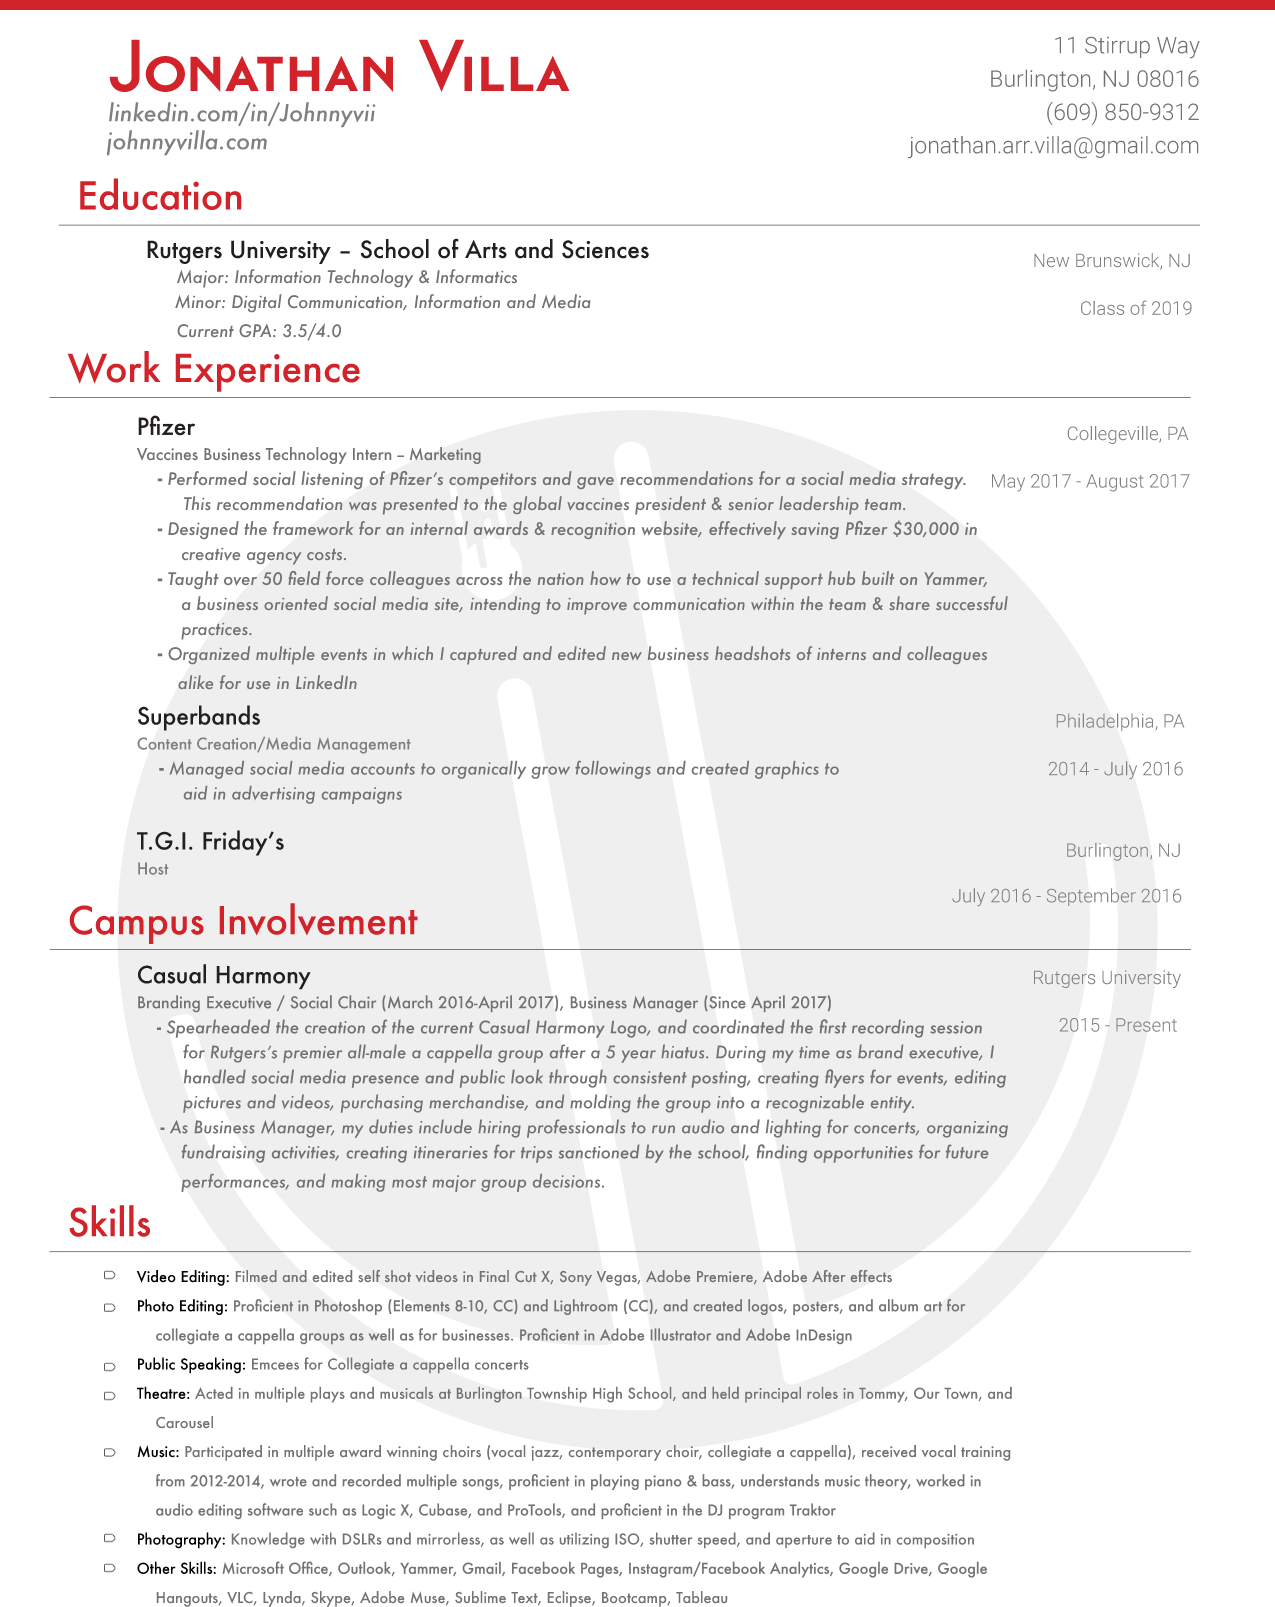 Jonathan Villa
linkedin.com/in/Johnnyvii
johnnyvilla.com
11 Stirrup Way
Burlington, NJ 08016
(609) 850-9312
jonathan.arr.villa@gmail.com
Education
Rutgers University – School of Arts and Sciences
Major: Information Technology & Informatics
Minor: Digital Communication, Information and Media
Current GPA: 3.5/4.0
New Brunswick, NJ
Class of 2019
Work Experience
Pfizer
Vaccines Business Technology Intern – Marketing
Collegeville, PA
May 2017 - August 2017
- Performed social listening of Pfizer's competitors and gave recommendations for a social media strategy.
This recommendation was presented to the global vaccines president & senior leadership team.
- Designed the framework for an internal awards & recognition website, effectively saving Pfizer $30,000 in
creative agency costs.
- Taught over 50 field force colleagues across the nation how to use a technical support hub built on Yammer,
a business oriented social media site, intending to improve communication within the team & share successful
practices.
- Organized multiple events in which I captured and edited new business headshots of interns and colleagues
alike for use in LinkedIn
Superbands
Content Creation/Media Management
Philadelphia, PA
2014 - July 2016
- Managed social media accounts to organically grow followings and created graphics to
aid in advertising campaigns
T.G.I. Friday's
Host
Burlington, NJ
July 2016 - September 2016
Campus Involvement
Casual Harmony
Branding Executive / Social Chair (March 2016-April 2017), Business Manager (Since April 2017)
Rutgers University
2015 - Present
- Spearheaded the creation of the current Casual Harmony Logo, and coordinated the first recording session
for Rutgers's premier all-male a cappella group after a 5 year hiatus. During my time as brand executive, I
handled social media presence and public look through consistent posting, creating flyers for events, editing
pictures and videos, purchasing merchandise, and molding the group into a recognizable entity.
- As Business Manager, my duties include hiring professionals to run audio and lighting for concerts, organizing
fundraising activities, creating itineraries for trips sanctioned by the school, finding opportunities for future
performances, and making most major group decisions.
Skills
Video Editing: Filmed and edited self shot videos in Final Cut X, Sony Vegas, Adobe Premiere, Adobe After effects
Photo Editing: Proficient in Photoshop (Elements 8-10, CC) and Lightroom (CC), and created logos, posters, and album art for
collegiate a cappella groups as well as for businesses. Proficient in Adobe Illustrator and Adobe InDesign
Public Speaking: Emcees for Collegiate a cappella concerts
Theatre: Acted in multiple plays and musicals at Burlington Township High School, and held principal roles in Tommy, Our Town, and
Carousel
Music: Participated in multiple award winning choirs (vocal jazz, contemporary choir, collegiate a cappella), received vocal training
from 2012-2014, wrote and recorded multiple songs, proficient in playing piano & bass, understands music theory, worked in
audio editing software such as Logic X, Cubase, and ProTools, and proficient in the DJ program Traktor
Photography: Knowledge with DSLRs and mirrorless, as well as utilizing ISO, shutter speed, and aperture to aid in composition
Other Skills: Microsoft Office, Outlook, Yammer, Gmail, Facebook Pages, Instagram/Facebook Analytics, Google Drive, Google
Hangouts, VLC, Lynda, Skype, Adobe Muse, Sublime Text, Eclipse, Bootcamp, Tableau